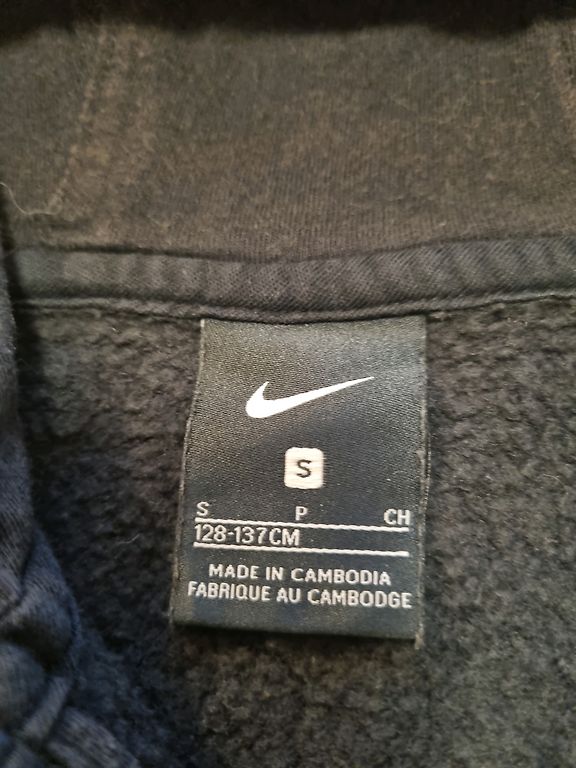 S
S P CH
128-137CM
MADE IN CAMBODIA
FABRIQUE AU CAMBODGE